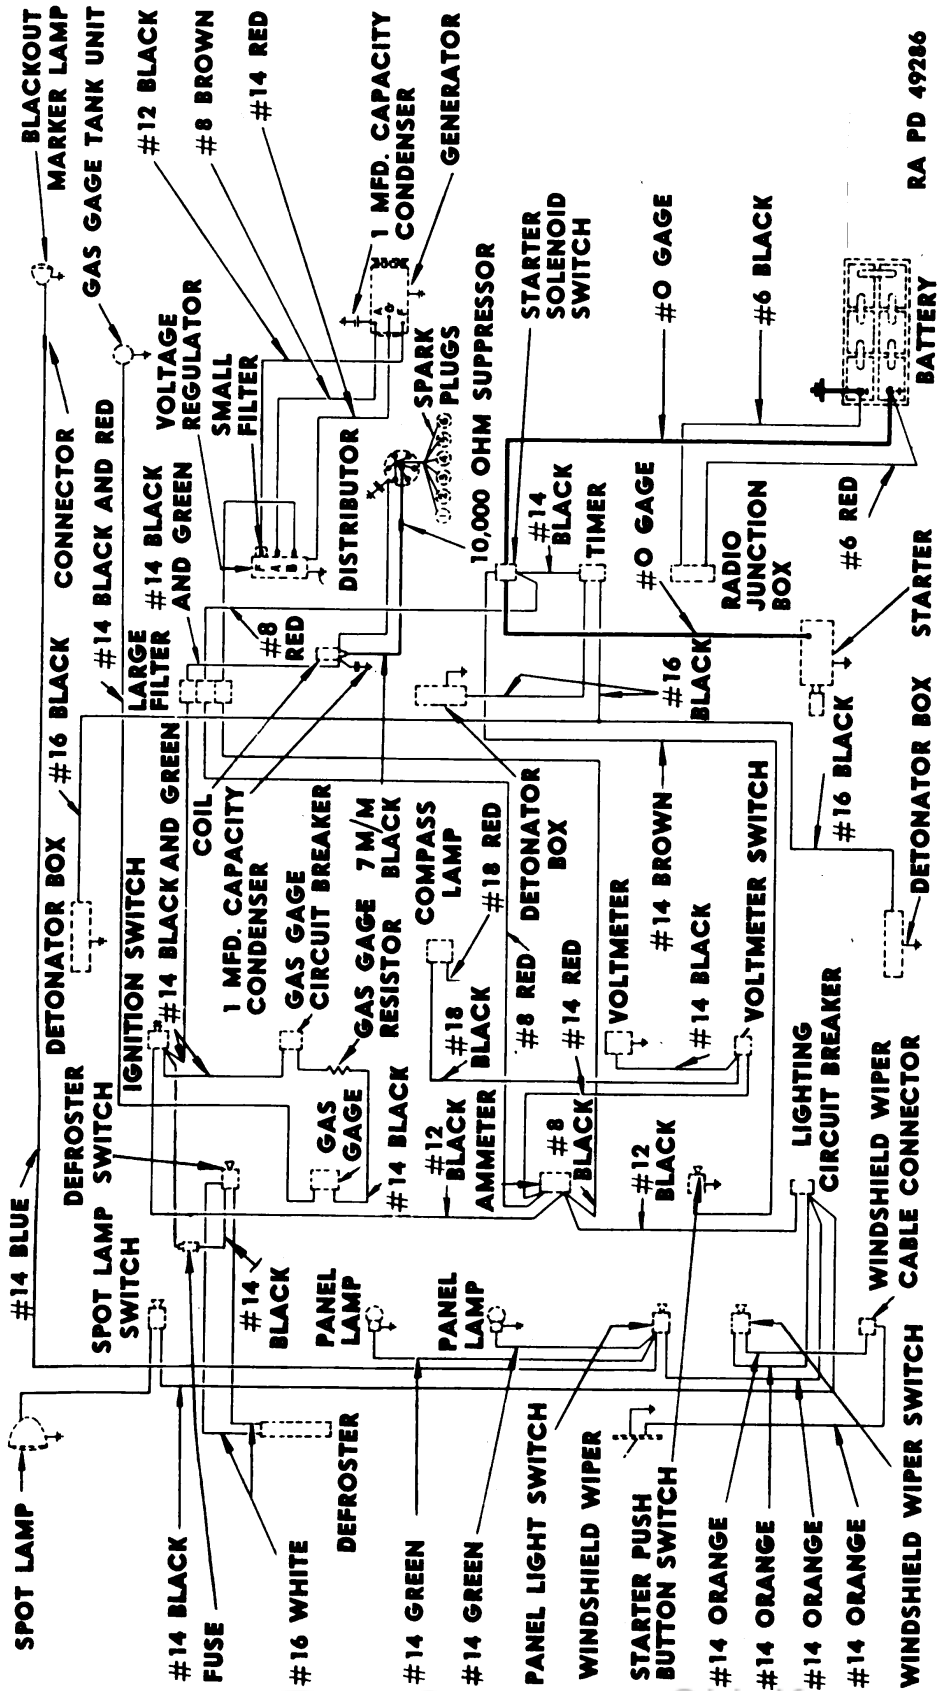 BLACKOUT
MARKER LAMP
GAS GAGE TANK UNIT
#12 BLACK
#8 BROWN
#14 RED
1 MFD. CAPACITY
CONDENSER
GENERATOR
CONNECTOR
#14 BLACK AND RED
#14 BLACK
AND GREEN
VOLTAGE
REGULATOR
SMALL
FILTER
F
A
B
A
G
F
DISTRIBUTOR
SPARK
PLUGS
10,000 OHM SUPPRESSOR
STARTER
SOLENOID
SWITCH
#0 GAGE
#6 BLACK
RA PD 49286
BATTERY
#16 BLACK
LARGE
FILTER
#8
RED
#14
BLACK
TIMER
#0 GAGE
RADIO
JUNCTION
BOX
#6 RED
STARTER
DETONATOR BOX
IGNITION SWITCH
#14 BLACK AND GREEN
COIL
1 MFD. CAPACITY
CONDENSER
GAS GAGE
CIRCUIT BREAKER
GAS GAGE
RESISTOR
7 M/M
BLACK
COMPASS
LAMP
#18 RED
DETONATOR
BOX
#16
BLACK
#14 BROWN
VOLTMETER SWITCH
#16 BLACK
DETONATOR BOX
#14 BLUE
DEFROSTER
SWITCH
GAS
GAGE
#14 BLACK
#12
BLACK
#18
BLACK
AMMETER
#8 RED
#14 RED
#8
BLACK
VOLTMETER
#14 BLACK
#12
BLACK
LIGHTING
CIRCUIT BREAKER
WINDSHIELD WIPER
CABLE CONNECTOR
SPOT LAMP
SWITCH
#14
BLACK
PANEL
LAMP
PANEL
LAMP
SPOT LAMP
#14 BLACK
FUSE
#16 WHITE
DEFROSTER
#14 GREEN
#14 GREEN
PANEL LIGHT SWITCH
WINDSHIELD WIPER
STARTER PUSH
BUTTON SWITCH
#14 ORANGE
#14 ORANGE
#14 ORANGE
#14 ORANGE
WINDSHIELD WIPER SWITCH